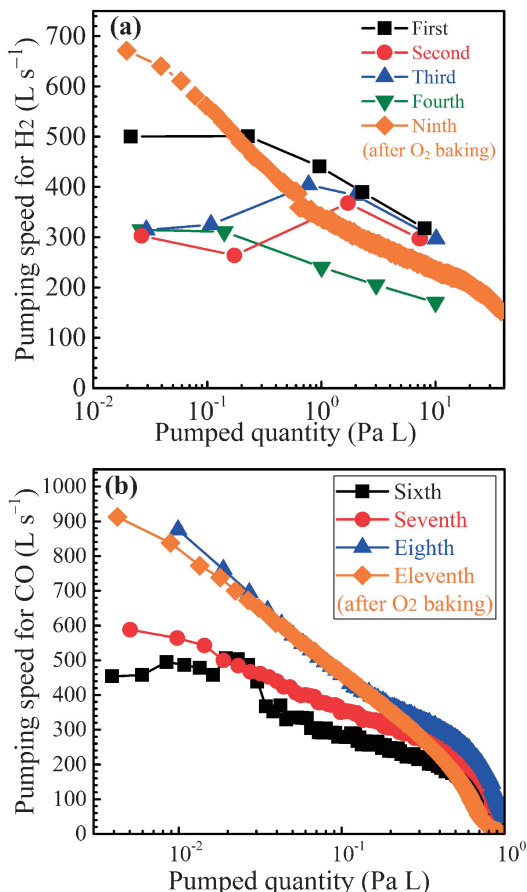 (a)
First
Second
Third
Fourth
Ninth
(after O₂ baking)
Pumping speed for H2 (L s⁻¹)
700
600
500
400
300
200
100
0
10⁻² 10⁻¹ 10⁰ 10¹
Pumped quantity (Pa L)
(b)
Sixth
Seventh
Eighth
Eleventh
(after O2 baking)
Pumping speed for CO (L s⁻¹)
1000
900
800
700
600
500
400
300
200
100
0
10⁻² 10⁻¹ 10⁰
Pumped quantity (Pa L)